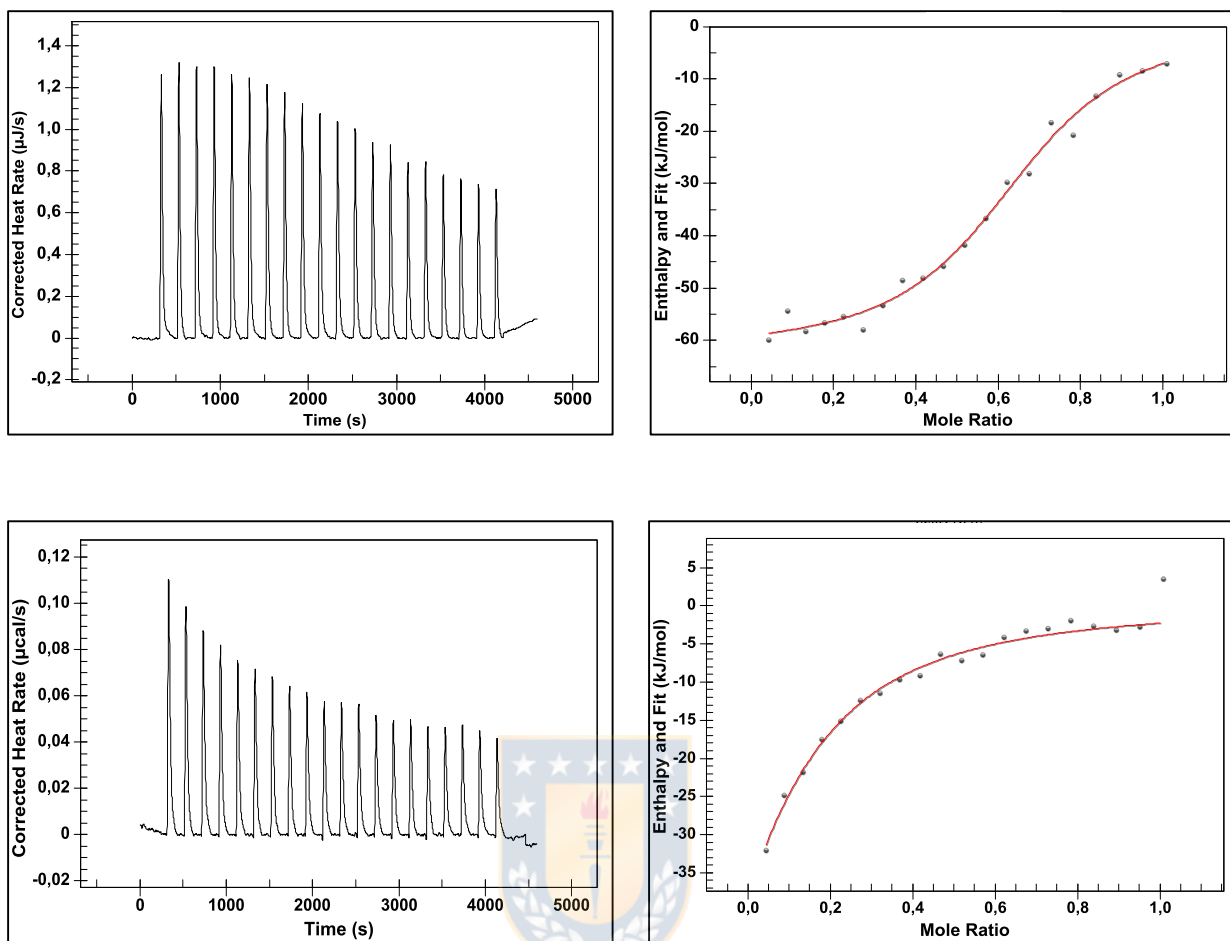 1,4
1,2
1,0
0,8
0,6
0,4
0,2
0
-0,2
Corrected Heat Rate (µJ/s)
0 1000 2000 3000 4000 5000
Time (s)
0
-10
-20
-30
-40
-50
-60
Enthalpy and Fit (kJ/mol)
0,0 0,2 0,4 0,6 0,8 1,0
Mole Ratio
0,12
0,10
0,08
0,06
0,04
0,02
0
-0,02
Corrected Heat Rate (µcal/s)
0 1000 2000 3000 4000 5000
Time (s)
5
0
-5
-10
-15
-20
-25
-30
-35
Enthalpy and Fit (kJ/mol)
0,0 0,2 0,4 0,6 0,8 1,0
Mole Ratio